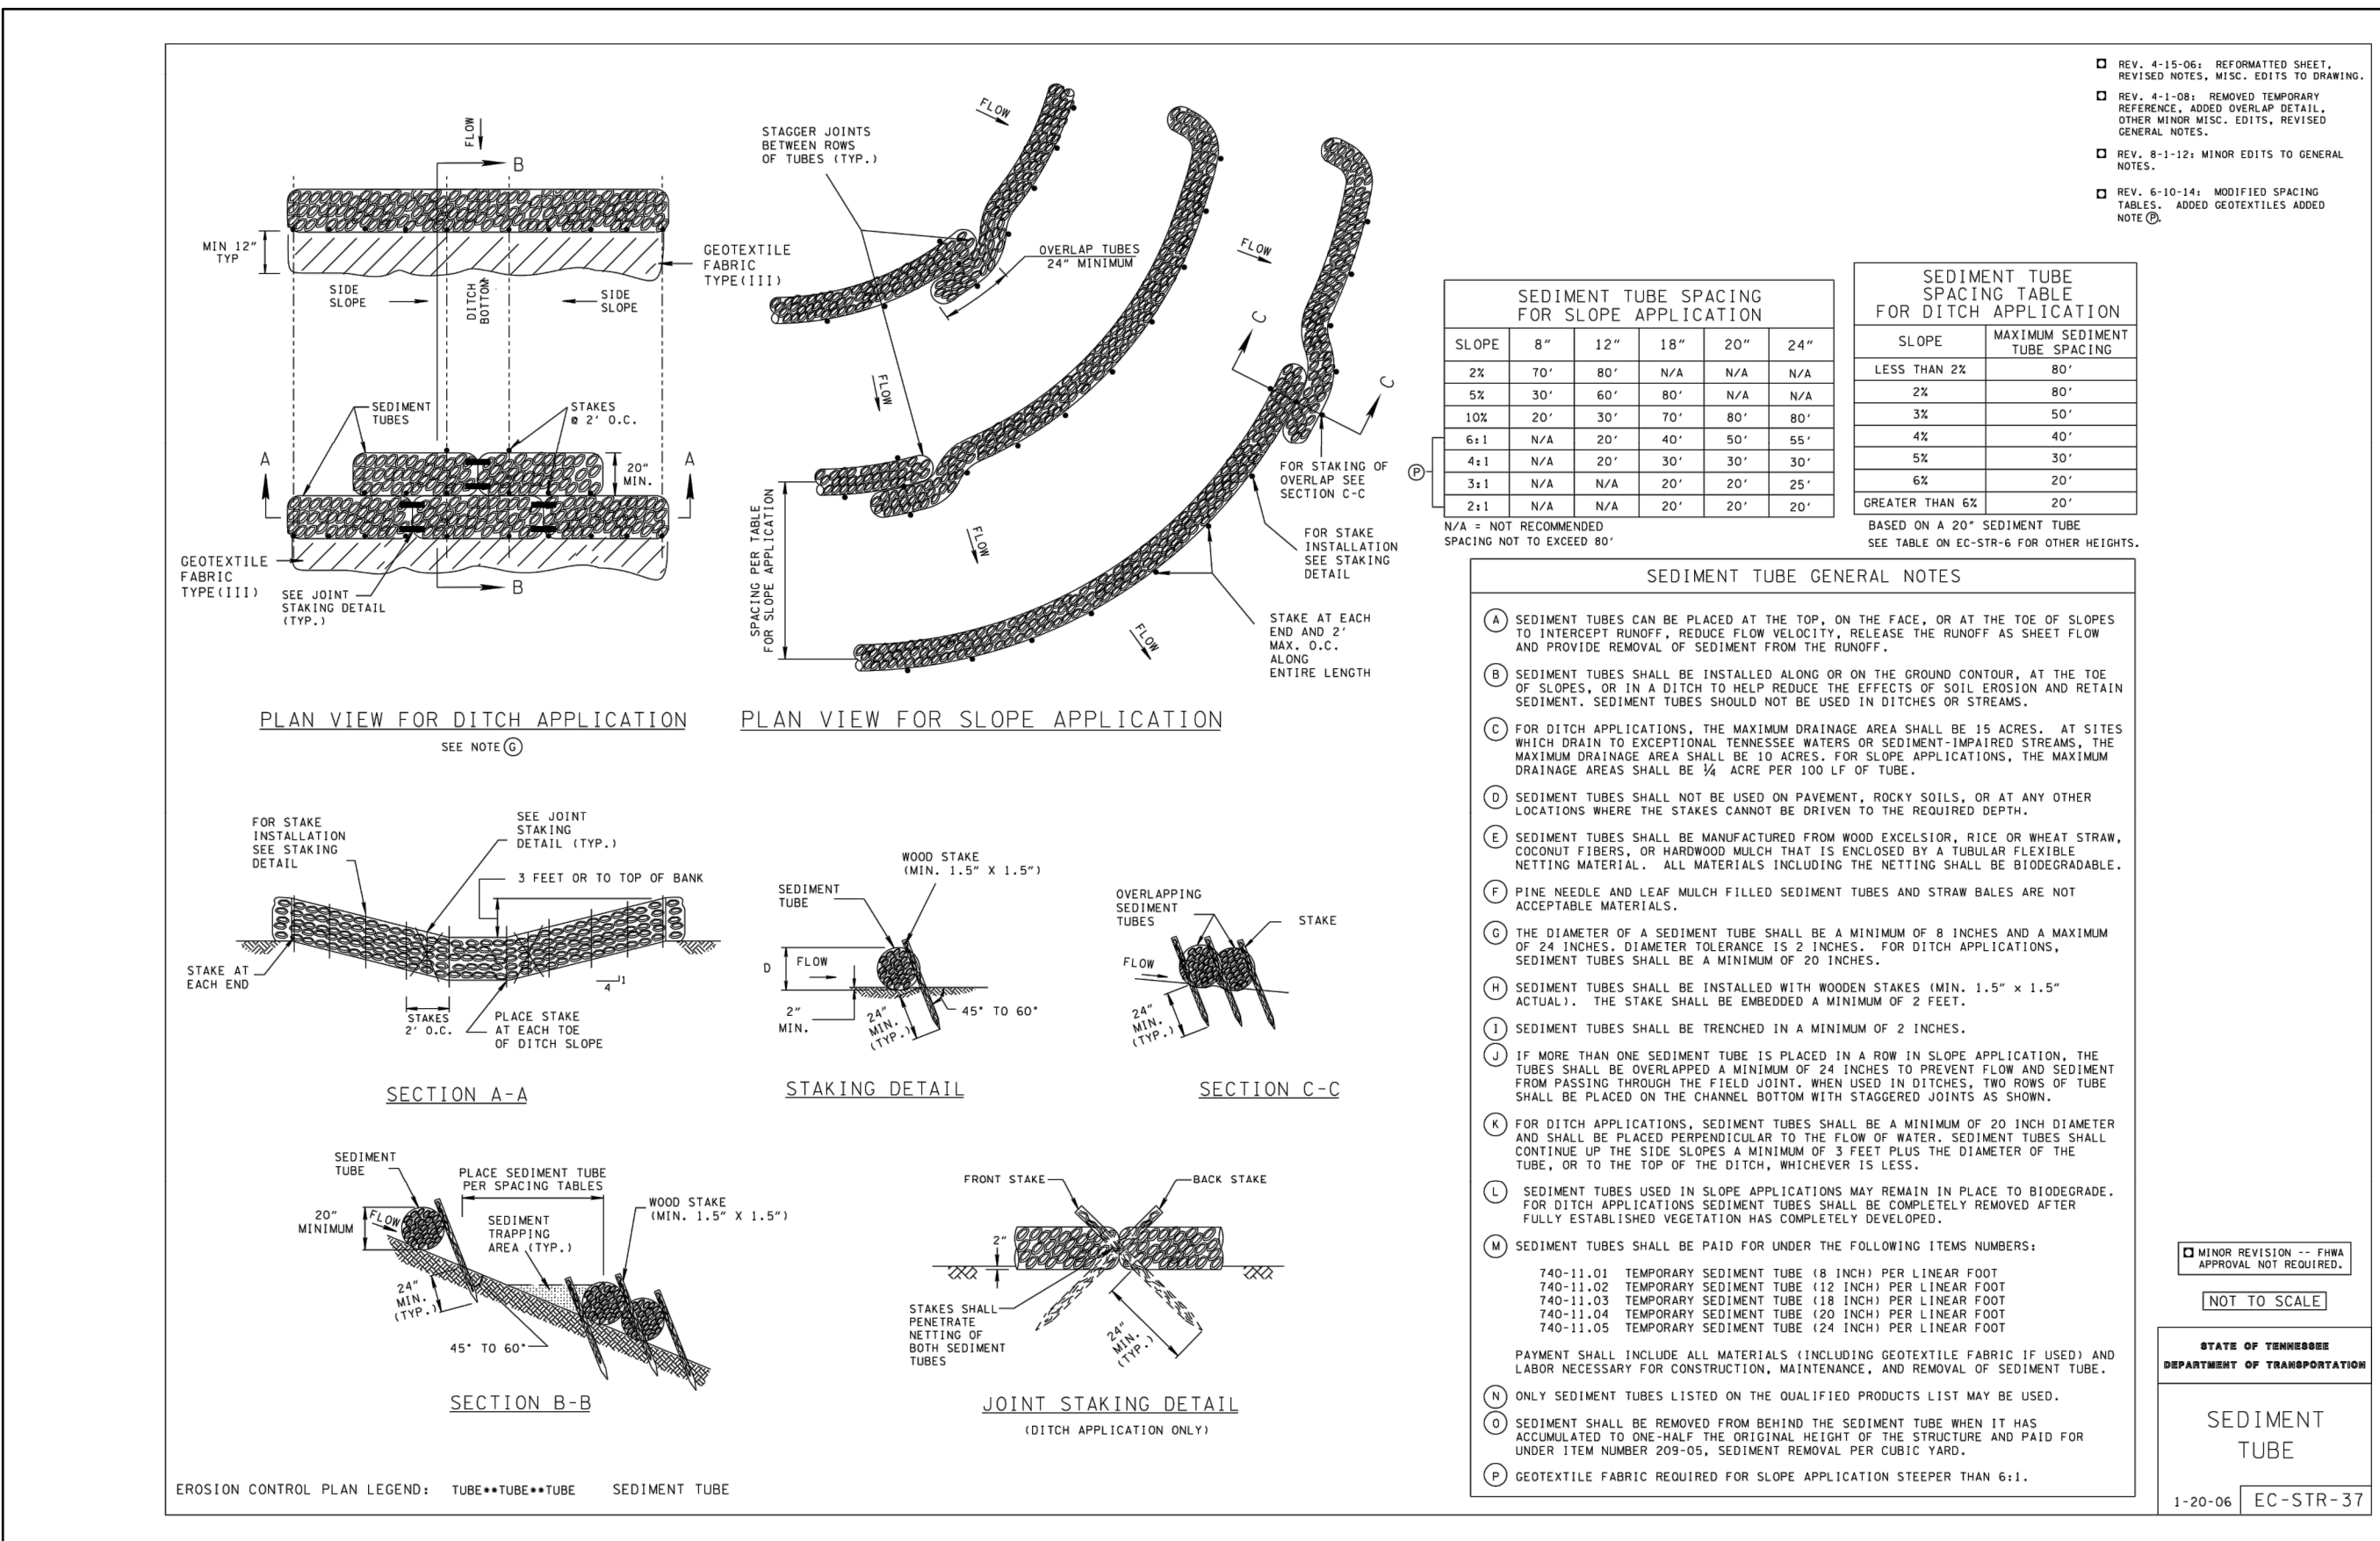 REV. 4-15-06: REFORMATTED SHEET,
REVISED NOTES, MISC. EDITS TO DRAWING.
REV. 4-1-08: REMOVED TEMPORARY
REFERENCE, ADDED OVERLAP DETAIL,
OTHER MINOR MISC. EDITS, REVISED
GENERAL NOTES.
REV. 8-1-12: MINOR EDITS TO GENERAL
NOTES.
REV. 6-10-14: MODIFIED SPACING
TABLES. ADDED GEOTEXTILES ADDED
NOTE Ⓟ.
FLOW
B
MIN 12"
TYP
GEOTEXTILE
FABRIC
TYPE(III)
SIDE
SLOPE
DITCH
BOTTOM
SIDE
SLOPE
SEDIMENT
TUBES
STAKES
@ 2' O.C.
A
20"
MIN.
A
GEOTEXTILE
FABRIC
TYPE(III)
SEE JOINT
STAKING DETAIL
(TYP.)
B
PLAN VIEW FOR DITCH APPLICATION
SEE NOTE Ⓖ
STAGGER JOINTS
BETWEEN ROWS
OF TUBES (TYP.)
FLOW
OVERLAP TUBES
24" MINIMUM
FLOW
FLOW
C
C
FOR STAKING OF
OVERLAP SEE
SECTION C-C
FOR STAKE
INSTALLATION
SEE STAKING
DETAIL
FLOW
SPACING PER TABLE
FOR SLOPE APPLICATION
FLOW
STAKE AT EACH
END AND 2'
MAX. O.C.
ALONG
ENTIRE LENGTH
PLAN VIEW FOR SLOPE APPLICATION
SEDIMENT TUBE SPACING
FOR SLOPE APPLICATION
SLOPE 8" 12" 18" 20" 24"
2% 70' 80' N/A N/A N/A
5% 30' 60' 80' N/A N/A
10% 20' 30' 70' 80' 80'
6:1 N/A 20' 40' 50' 55'
4:1 N/A 20' 30' 30' 30'
3:1 N/A N/A 20' 20' 25'
2:1 N/A N/A 20' 20' 20'
Ⓟ
N/A = NOT RECOMMENDED
SPACING NOT TO EXCEED 80'
SEDIMENT TUBE
SPACING TABLE
FOR DITCH APPLICATION
SLOPE MAXIMUM SEDIMENT
TUBE SPACING
LESS THAN 2% 80'
2% 80'
3% 50'
4% 40'
5% 30'
6% 20'
GREATER THAN 6% 20'
BASED ON A 20" SEDIMENT TUBE
SEE TABLE ON EC-STR-6 FOR OTHER HEIGHTS.
FOR STAKE
INSTALLATION
SEE STAKING
DETAIL
SEE JOINT
STAKING
DETAIL (TYP.)
3 FEET OR TO TOP OF BANK
STAKE AT
EACH END
STAKES
2' O.C.
PLACE STAKE
AT EACH TOE
OF DITCH SLOPE
4
1
SECTION A-A
WOOD STAKE
(MIN. 1.5" X 1.5")
SEDIMENT
TUBE
D
FLOW
2"
MIN.
24"
MIN.
(TYP.)
45° TO 60°
STAKING DETAIL
OVERLAPPING
SEDIMENT
TUBES
STAKE
FLOW
24"
MIN.
(TYP.)
SECTION C-C
SEDIMENT
TUBE
PLACE SEDIMENT TUBE
PER SPACING TABLES
WOOD STAKE
(MIN. 1.5" X 1.5")
20"
MINIMUM
FLOW
SEDIMENT
TRAPPING
AREA (TYP.)
24"
MIN.
(TYP.)
45° TO 60°
SECTION B-B
FRONT STAKE
BACK STAKE
2"
STAKES SHALL
PENETRATE
NETTING OF
BOTH SEDIMENT
TUBES
24"
MIN.
(TYP.)
JOINT STAKING DETAIL
(DITCH APPLICATION ONLY)
EROSION CONTROL PLAN LEGEND: TUBE**TUBE**TUBE SEDIMENT TUBE
SEDIMENT TUBE GENERAL NOTES
Ⓐ SEDIMENT TUBES CAN BE PLACED AT THE TOP, ON THE FACE, OR AT THE TOE OF SLOPES
TO INTERCEPT RUNOFF, REDUCE FLOW VELOCITY, RELEASE THE RUNOFF AS SHEET FLOW
AND PROVIDE REMOVAL OF SEDIMENT FROM THE RUNOFF.
Ⓑ SEDIMENT TUBES SHALL BE INSTALLED ALONG OR ON THE GROUND CONTOUR, AT THE TOE
OF SLOPES, OR IN A DITCH TO HELP REDUCE THE EFFECTS OF SOIL EROSION AND RETAIN
SEDIMENT. SEDIMENT TUBES SHOULD NOT BE USED IN DITCHES OR STREAMS.
Ⓒ FOR DITCH APPLICATIONS, THE MAXIMUM DRAINAGE AREA SHALL BE 15 ACRES. AT SITES
WHICH DRAIN TO EXCEPTIONAL TENNESSEE WATERS OR SEDIMENT-IMPAIRED STREAMS, THE
MAXIMUM DRAINAGE AREA SHALL BE 10 ACRES. FOR SLOPE APPLICATIONS, THE MAXIMUM
DRAINAGE AREAS SHALL BE ¼ ACRE PER 100 LF OF TUBE.
Ⓓ SEDIMENT TUBES SHALL NOT BE USED ON PAVEMENT, ROCKY SOILS, OR AT ANY OTHER
LOCATIONS WHERE THE STAKES CANNOT BE DRIVEN TO THE REQUIRED DEPTH.
Ⓔ SEDIMENT TUBES SHALL BE MANUFACTURED FROM WOOD EXCELSIOR, RICE OR WHEAT STRAW,
COCONUT FIBERS, OR HARDWOOD MULCH THAT IS ENCLOSED BY A TUBULAR FLEXIBLE
NETTING MATERIAL. ALL MATERIALS INCLUDING THE NETTING SHALL BE BIODEGRADABLE.
Ⓕ PINE NEEDLE AND LEAF MULCH FILLED SEDIMENT TUBES AND STRAW BALES ARE NOT
ACCEPTABLE MATERIALS.
Ⓖ THE DIAMETER OF A SEDIMENT TUBE SHALL BE A MINIMUM OF 8 INCHES AND A MAXIMUM
OF 24 INCHES. DIAMETER TOLERANCE IS 2 INCHES. FOR DITCH APPLICATIONS,
SEDIMENT TUBES SHALL BE A MINIMUM OF 20 INCHES.
Ⓗ SEDIMENT TUBES SHALL BE INSTALLED WITH WOODEN STAKES (MIN. 1.5" x 1.5"
ACTUAL). THE STAKE SHALL BE EMBEDDED A MINIMUM OF 2 FEET.
Ⓘ SEDIMENT TUBES SHALL BE TRENCHED IN A MINIMUM OF 2 INCHES.
Ⓙ IF MORE THAN ONE SEDIMENT TUBE IS PLACED IN A ROW IN SLOPE APPLICATION, THE
TUBES SHALL BE OVERLAPPED A MINIMUM OF 24 INCHES TO PREVENT FLOW AND SEDIMENT
FROM PASSING THROUGH THE FIELD JOINT. WHEN USED IN DITCHES, TWO ROWS OF TUBE
SHALL BE PLACED ON THE CHANNEL BOTTOM WITH STAGGERED JOINTS AS SHOWN.
Ⓚ FOR DITCH APPLICATIONS, SEDIMENT TUBES SHALL BE A MINIMUM OF 20 INCH DIAMETER
AND SHALL BE PLACED PERPENDICULAR TO THE FLOW OF WATER. SEDIMENT TUBES SHALL
CONTINUE UP THE SIDE SLOPES A MINIMUM OF 3 FEET PLUS THE DIAMETER OF THE
TUBE, OR TO THE TOP OF THE DITCH, WHICHEVER IS LESS.
Ⓛ SEDIMENT TUBES USED IN SLOPE APPLICATIONS MAY REMAIN IN PLACE TO BIODEGRADE.
FOR DITCH APPLICATIONS SEDIMENT TUBES SHALL BE COMPLETELY REMOVED AFTER
FULLY ESTABLISHED VEGETATION HAS COMPLETELY DEVELOPED.
Ⓜ SEDIMENT TUBES SHALL BE PAID FOR UNDER THE FOLLOWING ITEMS NUMBERS:
740-11.01 TEMPORARY SEDIMENT TUBE (8 INCH) PER LINEAR FOOT
740-11.02 TEMPORARY SEDIMENT TUBE (12 INCH) PER LINEAR FOOT
740-11.03 TEMPORARY SEDIMENT TUBE (18 INCH) PER LINEAR FOOT
740-11.04 TEMPORARY SEDIMENT TUBE (20 INCH) PER LINEAR FOOT
740-11.05 TEMPORARY SEDIMENT TUBE (24 INCH) PER LINEAR FOOT
PAYMENT SHALL INCLUDE ALL MATERIALS (INCLUDING GEOTEXTILE FABRIC IF USED) AND
LABOR NECESSARY FOR CONSTRUCTION, MAINTENANCE, AND REMOVAL OF SEDIMENT TUBE.
Ⓝ ONLY SEDIMENT TUBES LISTED ON THE QUALIFIED PRODUCTS LIST MAY BE USED.
Ⓞ SEDIMENT SHALL BE REMOVED FROM BEHIND THE SEDIMENT TUBE WHEN IT HAS
ACCUMULATED TO ONE-HALF THE ORIGINAL HEIGHT OF THE STRUCTURE AND PAID FOR
UNDER ITEM NUMBER 209-05, SEDIMENT REMOVAL PER CUBIC YARD.
Ⓟ GEOTEXTILE FABRIC REQUIRED FOR SLOPE APPLICATION STEEPER THAN 6:1.
MINOR REVISION -- FHWA
APPROVAL NOT REQUIRED.
NOT TO SCALE
STATE OF TENNESSEE
DEPARTMENT OF TRANSPORTATION
SEDIMENT
TUBE
1-20-06 EC-STR-37